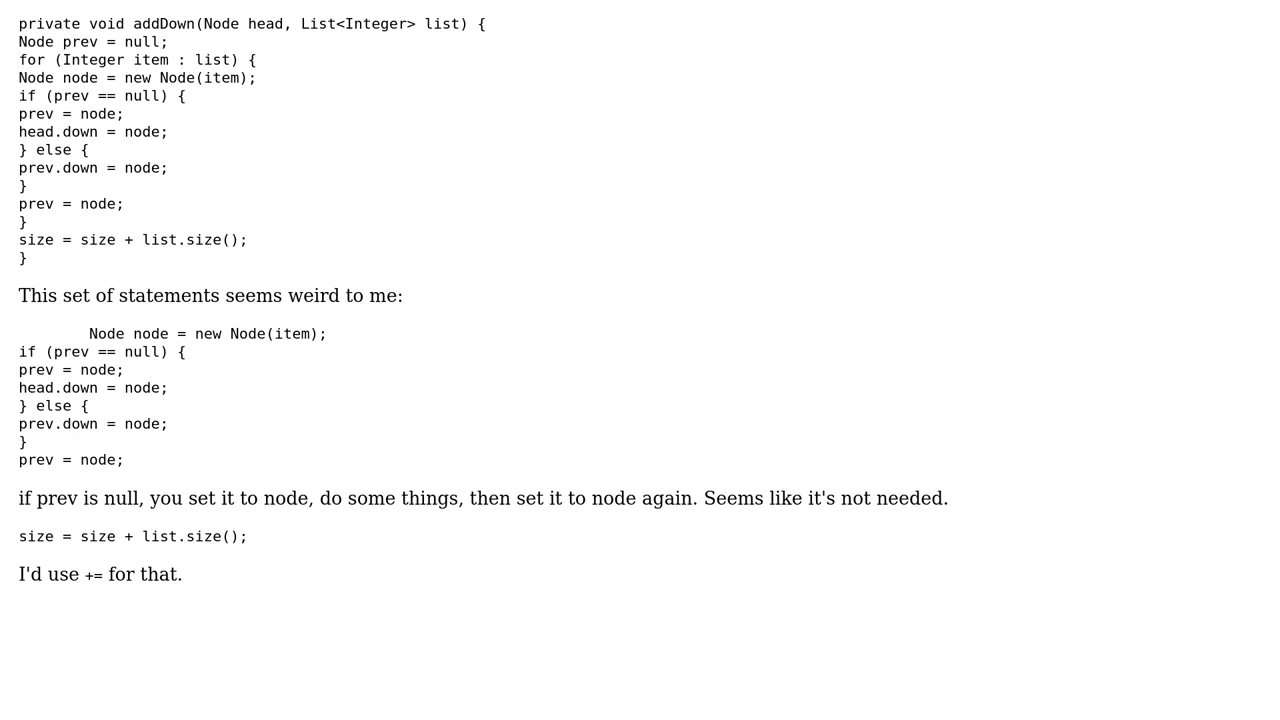 private void addDown(Node head, List<Integer> list) {
Node prev = null;
for (Integer item : list) {
Node node = new Node(item);
if (prev == null) {
prev = node;
head.down = node;
} else {
prev.down = node;
}
prev = node;
}
size = size + list.size();
}
This set of statements seems weird to me:
        Node node = new Node(item);
if (prev == null) {
prev = node;
head.down = node;
} else {
prev.down = node;
}
prev = node;
if prev is null, you set it to node, do some things, then set it to node again. Seems like it's not needed.
size = size + list.size();
I'd use += for that.